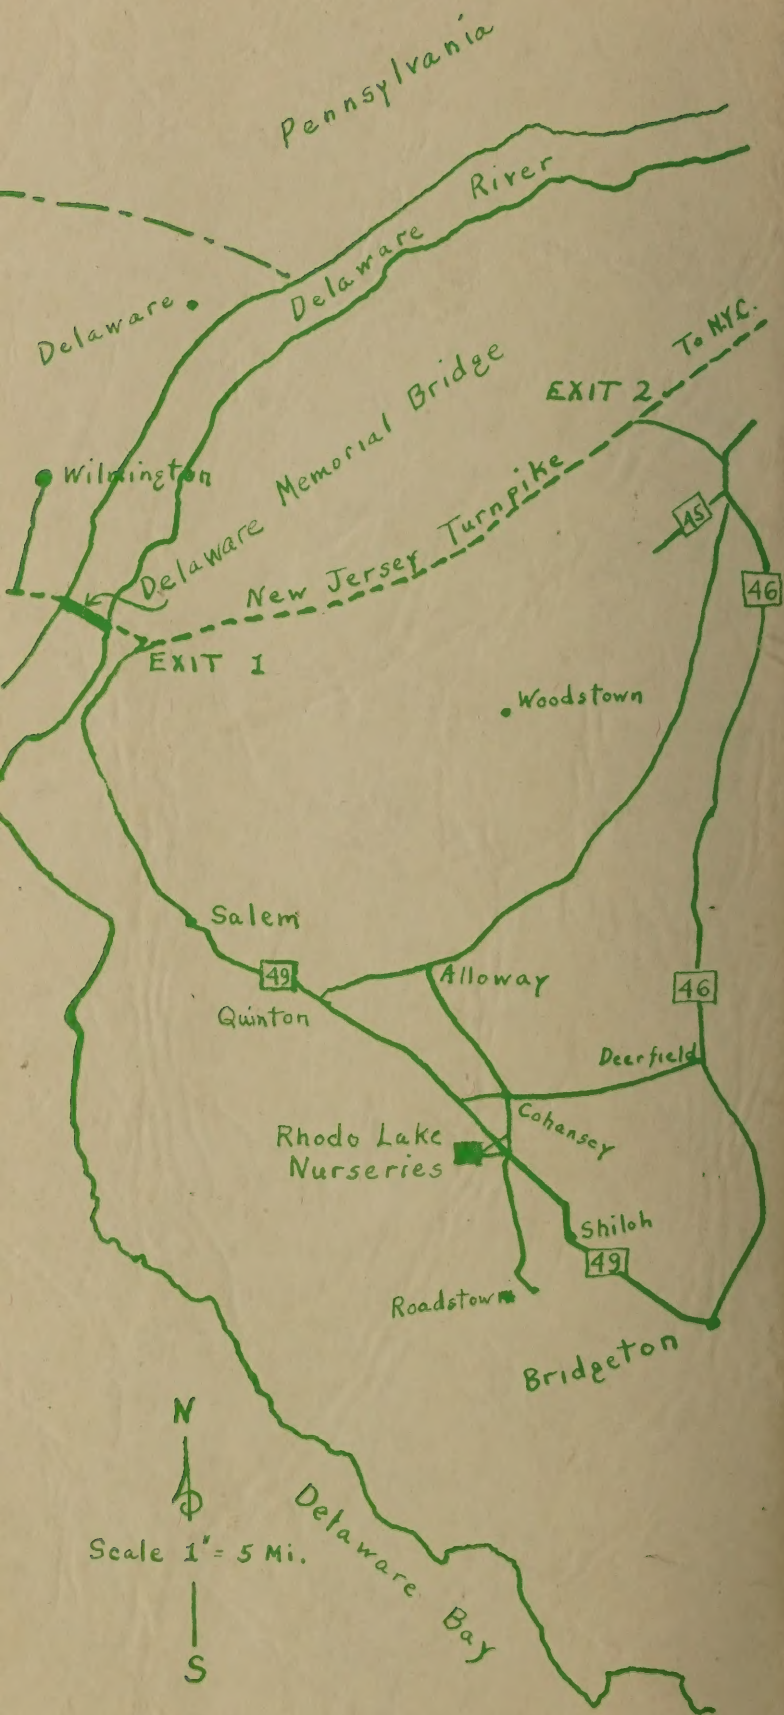 Pennsylvania
Delaware River
Delaware
To N.Y.C.
Delaware Memorial Bridge
EXIT 2
Wilmington
New Jersey Turnpike
45
46
EXIT 1
Woodstown
Salem
49
Alloway
46
Quinton
Deerfield
Cohansey
Rhodo Lake
Nurseries
Shiloh
49
Roadstown
Bridgeton
N
Delaware Bay
Scale 1" = 5 Mi.
S